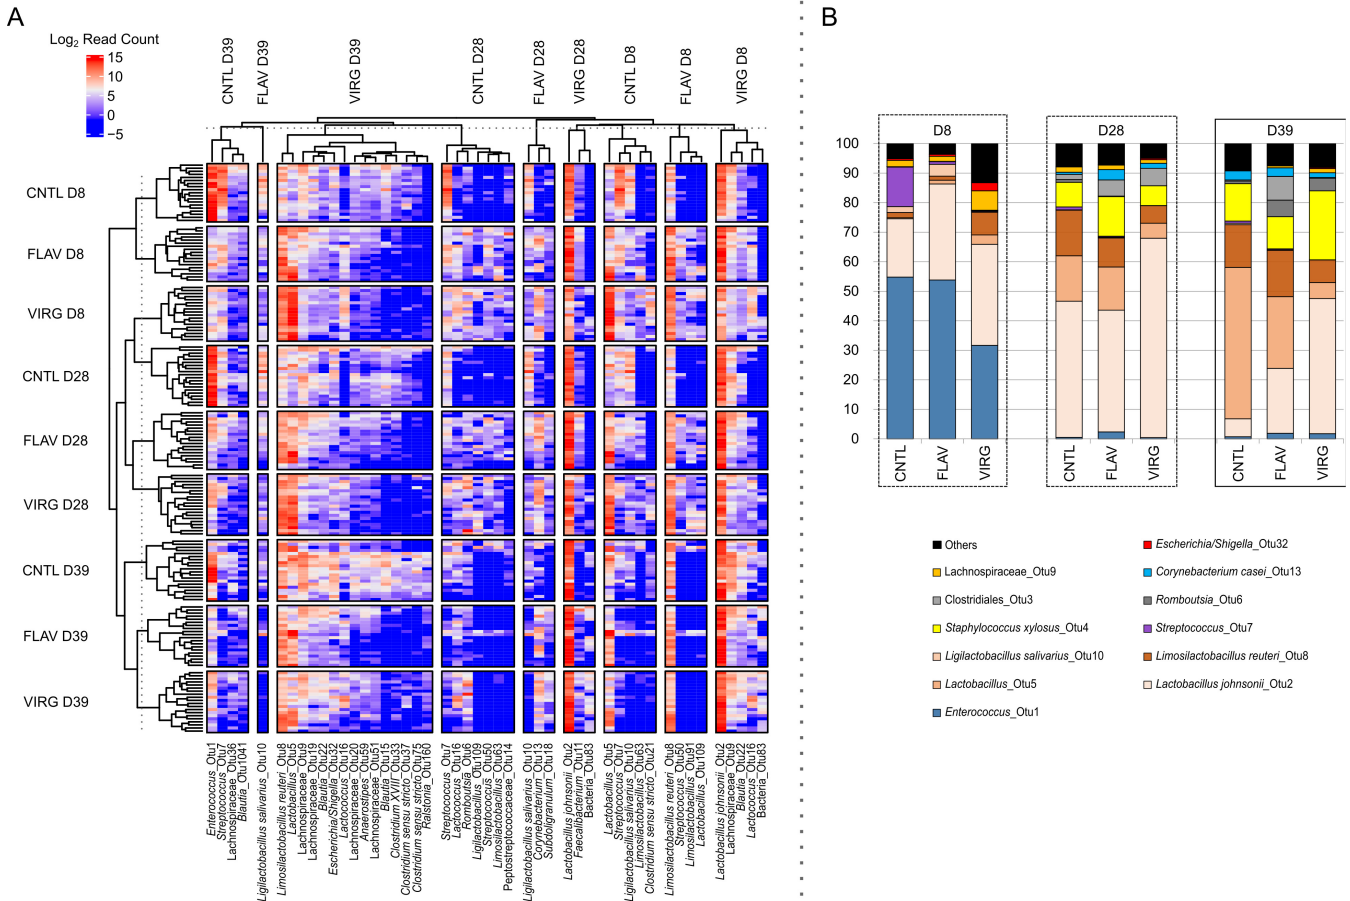 A
B
Log2 Read Count
15
10
5
0
−5
CNTL D39
FLAV D39
VIRG D39
CNTL D28
FLAV D28
VIRG D28
CNTL D8
FLAV D8
VIRG D8
CNTL D8
FLAV D8
VIRG D8
CNTL D28
FLAV D28
VIRG D28
CNTL D39
FLAV D39
VIRG D39
Enterococcus_Otu1
Streptococcus_Otu7
Lachnospiraceae_Otu36
Blautia_Otu1041
Ligilactobacillus salivarius_Otu10
Limosilactobacillus reuteri_Otu8
Lactobacillus_Otu5
Lachnospiraceae_Otu9
Lachnospiraceae_Otu19
Blautia_Otu22
Escherichia/Shigella_Otu32
Lactococcus_Otu16
Lachnospiraceae_Otu20
Anaerostipes_Otu59
Lachnospiraceae_Otu51
Blautia_Otu15
Clostridium XVIII_Otu33
Clostridium sensu stricto_Otu37
Clostridium sensu stricto_Otu75
Ralstonia_Otu160
Streptococcus_Otu7
Lactococcus_Otu16
Romboutsia_Otu6
Ligilactobacillus_Otu109
Streptococcus_Otu50
Limosilactobacillus_Otu63
Peptostreptococcaceae_Otu14
Ligilactobacillus salivarius_Otu10
Corynebacterium_Otu13
Subdoligranulum_Otu18
Lactobacillus johnsonii_Otu2
Faecalibacterium_Otu11
Bacteria_Otu83
Lactobacillus_Otu5
Streptococcus_Otu7
Ligilactobacillus salivarius_Otu10
Limosilactobacillus_Otu63
Clostridium sensu stricto_Otu21
Limosilactobacillus reuteri_Otu8
Streptococcus_Otu50
Limosilactobacillus_Otu91
Lactobacillus_Otu109
Lactobacillus johnsonii_Otu2
Lachnospiraceae_Otu9
Blautia_Otu22
Lactococcus_Otu16
Bacteria_Otu83
D8
D28
D39
100
90
80
70
60
50
40
30
20
10
0
CNTL
FLAV
VIRG
CNTL
FLAV
VIRG
CNTL
FLAV
VIRG
Others
Escherichia/Shigella_Otu32
Lachnospiraceae_Otu9
Corynebacterium casei_Otu13
Clostridiales_Otu3
Romboutsia_Otu6
Staphylococcus xylosus_Otu4
Streptococcus_Otu7
Ligilactobacillus salivarius_Otu10
Limosilactobacillus reuteri_Otu8
Lactobacillus_Otu5
Lactobacillus johnsonii_Otu2
Enterococcus_Otu1